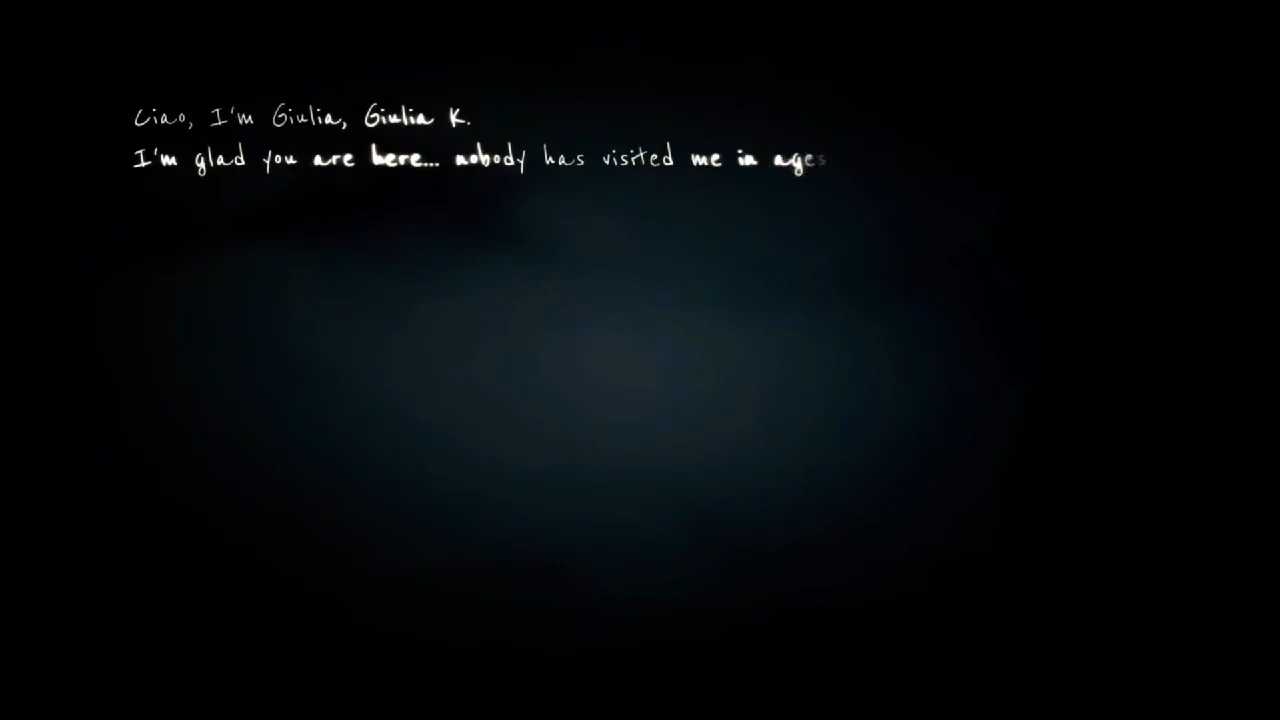 Ciao, I'm Giulia, Giulia K.
I'm glad you are here... nobody has visited me in ages